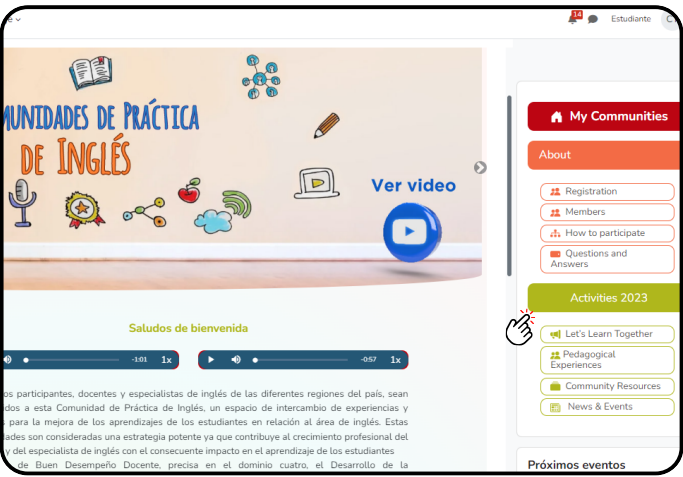 14
Estudiante
MUNIDADES DE PRÁCTICA
DE INGLÉS
Ver video
My Communities
About
Registration
Members
How to participate
Questions and
Answers
Activities 2023
Let's Learn Together
Pedagogical
Experiences
Community Resources
News & Events
Próximos eventos
Saludos de bienvenida
-1:01 1x
-0:57 1x
os participantes, docentes y especialistas de inglés de las diferentes regiones del país, sean
idos a esta Comunidad de Práctica de Inglés, un espacio de intercambio de experiencias y
para la mejora de los aprendizajes de los estudiantes en relación al área de inglés. Estas
dades son consideradas una estrategia potente ya que contribuye al crecimiento profesional del
y del especialista de inglés con el consecuente impacto en el aprendizaje de los estudiantes
de Buen Desempeño Docente, precisa en el dominio cuatro, el Desarrollo de la